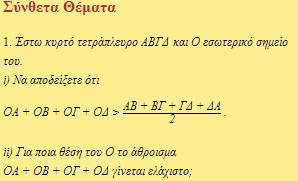 Σύνθετα Θέματα
1. Έστω κυρτό τετράπλευρο ΑΒΓΔ και Ο εσωτερικό σημείο
του.
i) Να αποδείξετε ότι
ΟΑ + ΟΒ + ΟΓ + ΟΔ > (ΑΒ + ΒΓ + ΓΔ + ΔΑ)/2 .
ii) Για ποια θέση του Ο το άθροισμα
ΟΑ + ΟΒ + ΟΓ + ΟΔ γίνεται ελάχιστο;